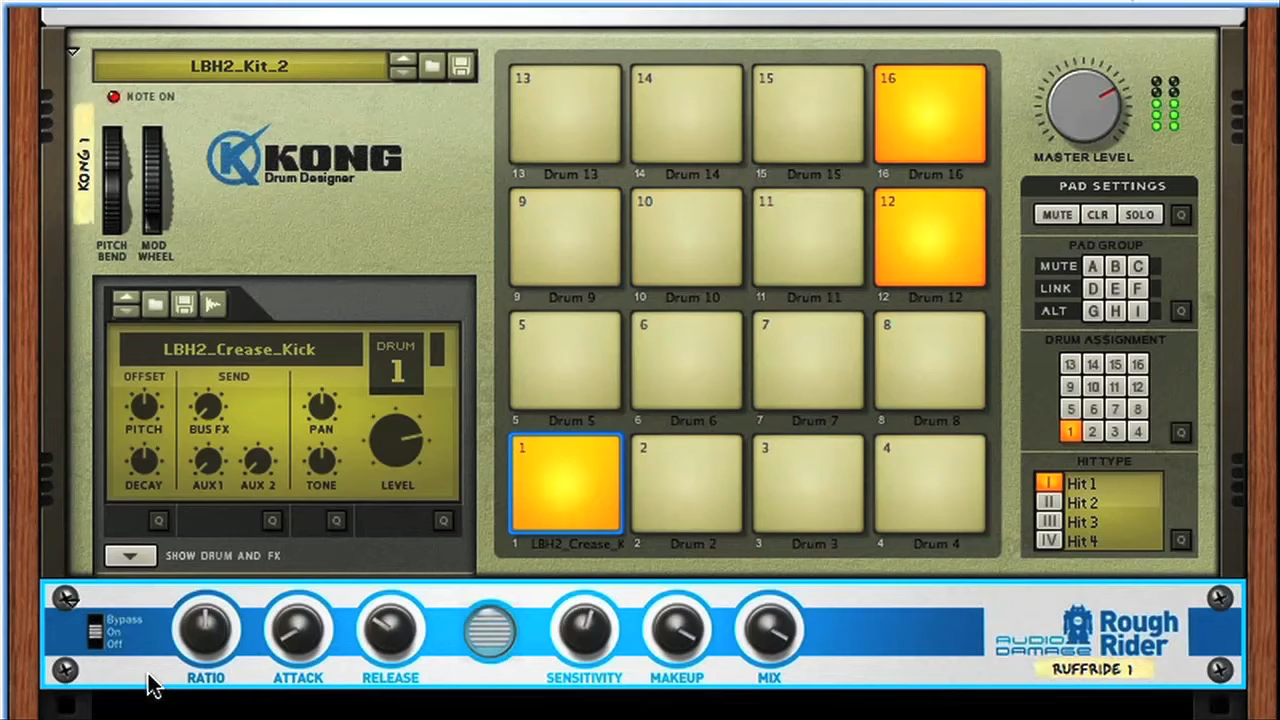 LBH2_Kit_2
NOTE ON
KONG 1
KONG
Drum Designer
PITCH BEND
MOD WHEEL
LBH2_Crease_Kick
DRUM
1
OFFSET
SEND
PITCH
BUS FX
PAN
DECAY
AUX1
AUX 2
TONE
LEVEL
Q Q Q Q
SHOW DRUM AND FX
13 14 15 16
13 Drum 13 14 Drum 14 15 Drum 15 16 Drum 16
9 10 11 12
9 Drum 9 10 Drum 10 11 Drum 11 12 Drum 12
5 6 7 8
5 Drum 5 6 Drum 6 7 Drum 7 8 Drum 8
1 2 3 4
1 LBH2_Crease_K 2 Drum 2 3 Drum 3 4 Drum 4
MASTER LEVEL
PAD SETTINGS
MUTE CLR SOLO Q
PAD GROUP
MUTE A B C
LINK D E F
ALT G H I Q
DRUM ASSIGNMENT
13 14 15 16
9 10 11 12
5 6 7 8
1 2 3 4 Q
HIT TYPE
I Hit 1
II Hit 2
III Hit 3
IV Hit 4 Q
Bypass
On
Off
RATIO ATTACK RELEASE SENSITIVITY MAKEUP MIX
AUDIO DAMAGE
Rough Rider
RUFFRIDE 1